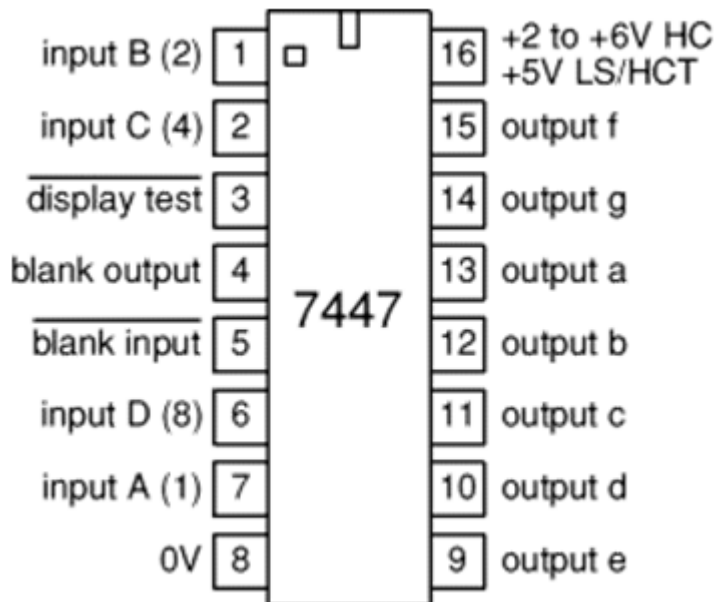 input B (2) 1
input C (4) 2
display test 3
blank output 4
blank input 5
input D (8) 6
input A (1) 7
0V 8
7447
16 +2 to +6V HC
+5V LS/HCT
15 output f
14 output g
13 output a
12 output b
11 output c
10 output d
9 output e